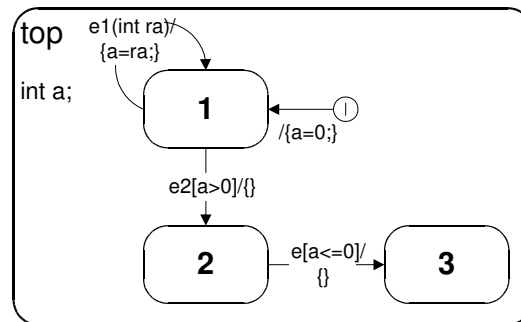 top
e1(int ra)/
{a=ra;}
int a;
1
I
/{a=0;}
e2[a>0]/{}
2
e[a<=0]/
{}
3